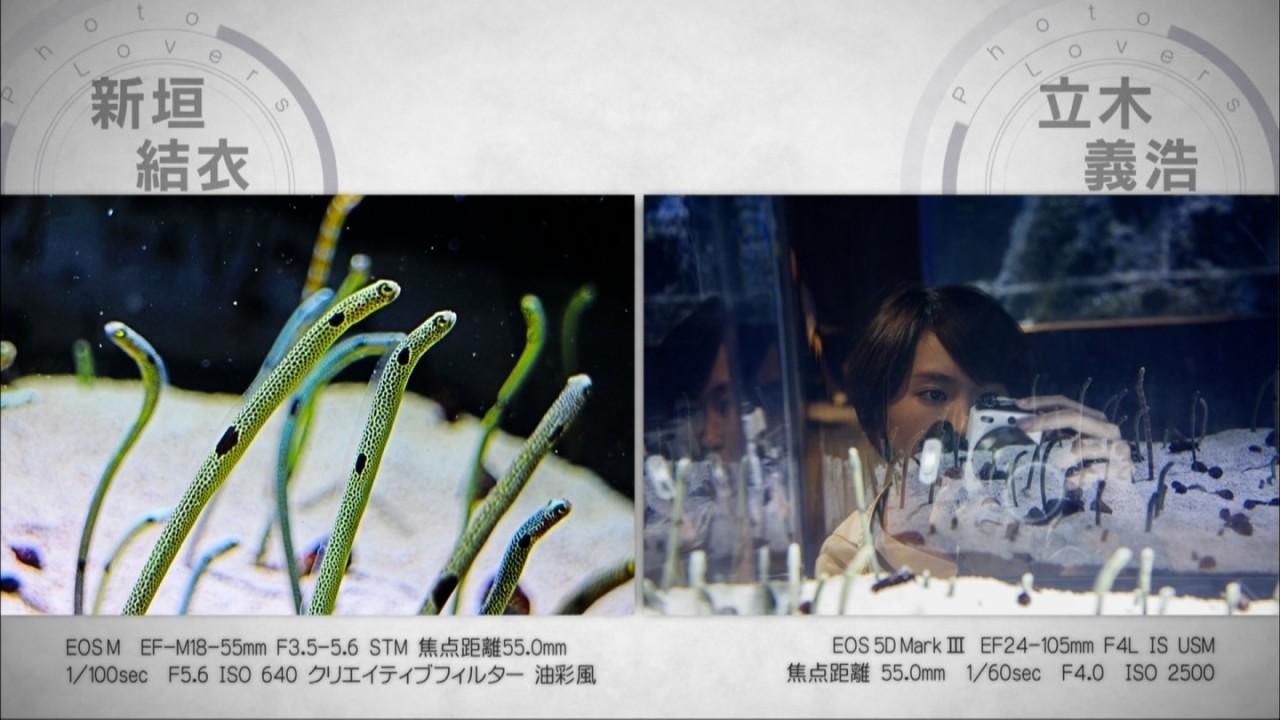 Photo
Lovers
新垣
結衣
Photo
Lovers
立木
義浩
EOS M EF-M18-55mm F3.5-5.6 STM 焦点距離55.0mm
1/100sec F5.6 ISO 640 クリエイティブフィルター 油彩風
EOS 5D Mark Ⅲ EF24-105mm F4L IS USM
焦点距離 55.0mm 1/60sec F4.0 ISO 2500